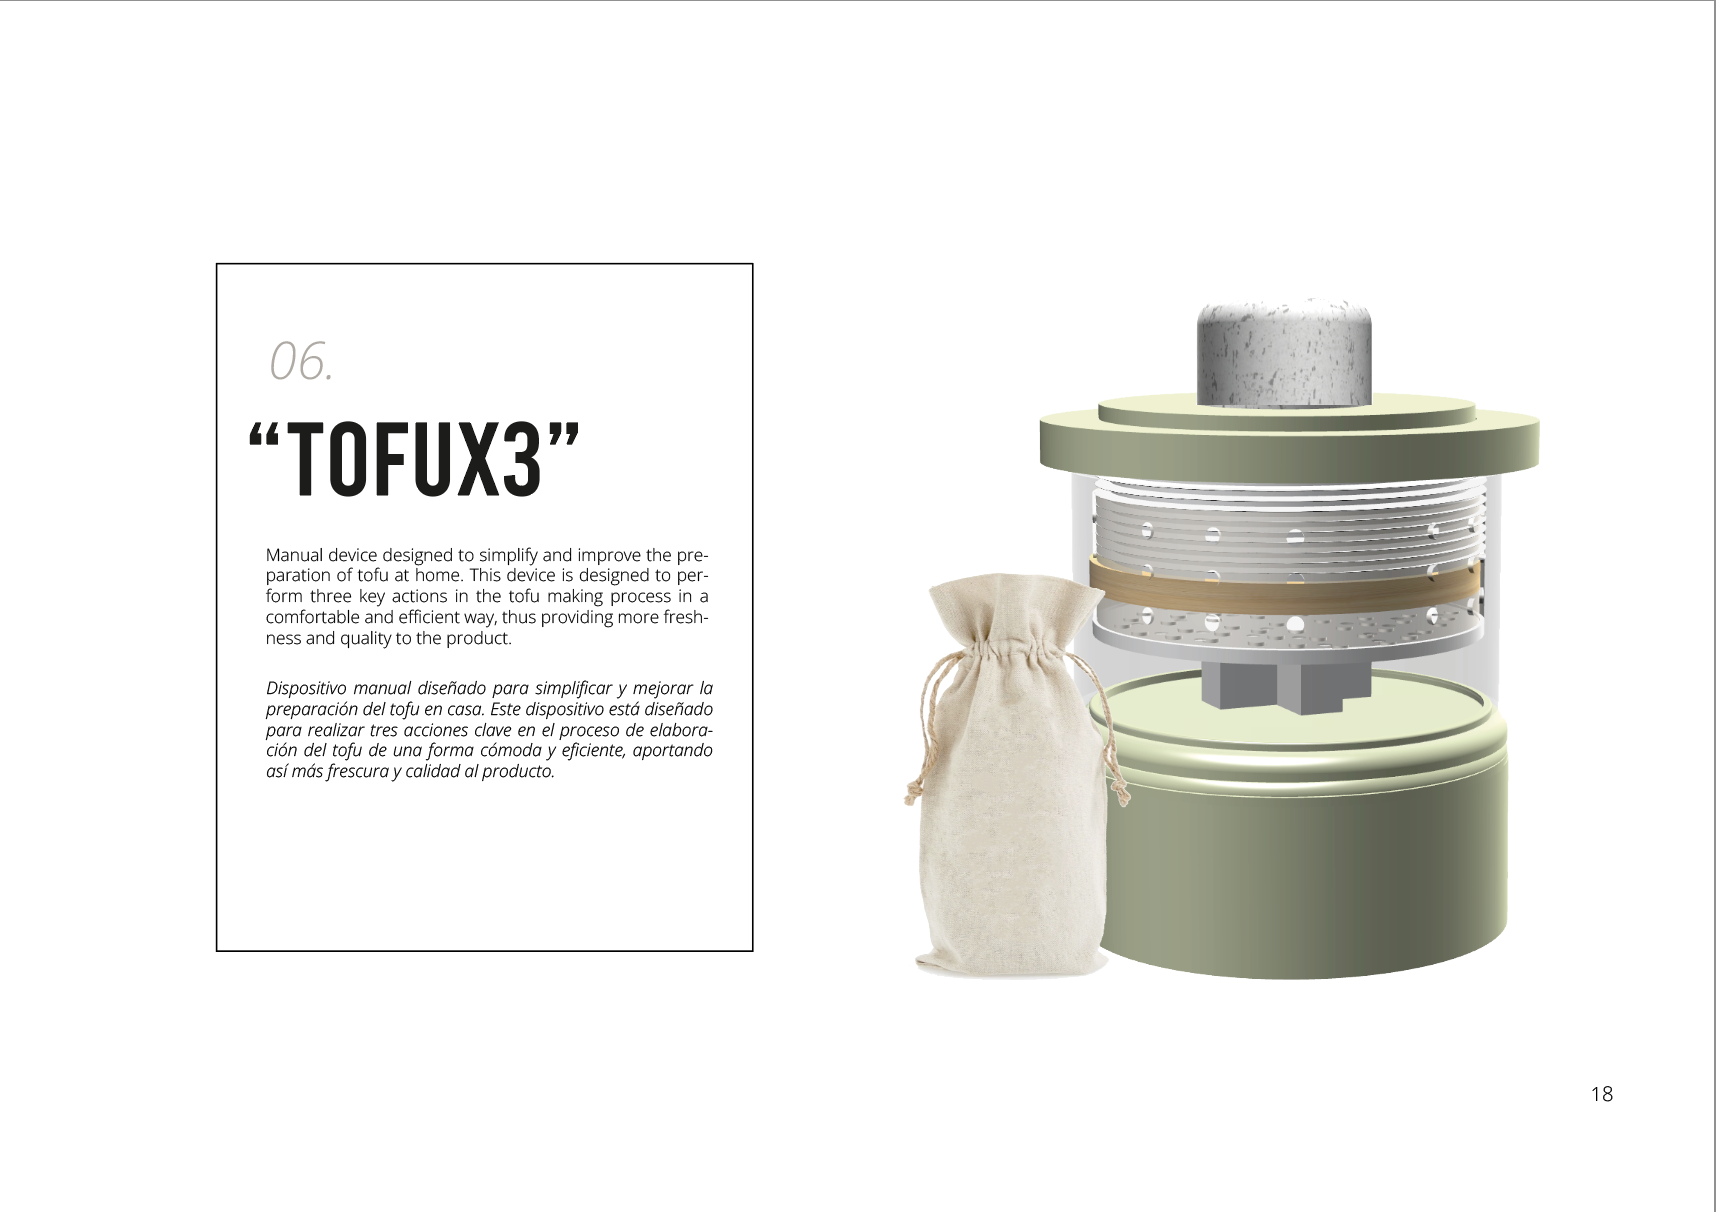 06.
“TOFUX3”
Manual device designed to simplify and improve the pre-
paration of tofu at home. This device is designed to per-
form three key actions in the tofu making process in a
comfortable and efficient way, thus providing more fresh-
ness and quality to the product.
Dispositivo manual diseñado para simplificar y mejorar la
preparación del tofu en casa. Este dispositivo está diseñado
para realizar tres acciones clave en el proceso de elabora-
ción del tofu de una forma cómoda y eficiente, aportando
así más frescura y calidad al producto.
18